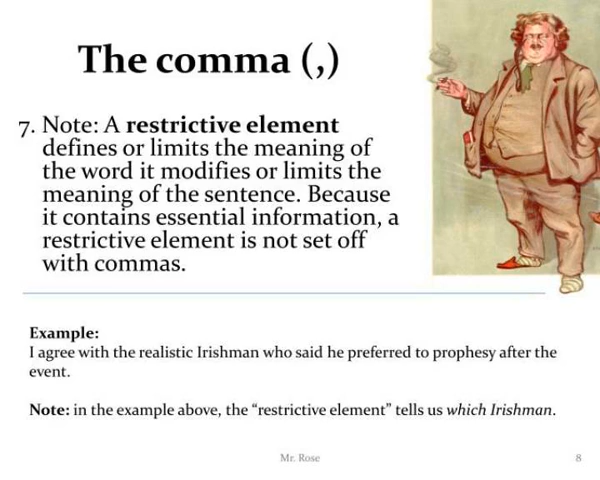 The comma (,)
7. Note: A restrictive element
defines or limits the meaning of
the word it modifies or limits the
meaning of the sentence. Because
it contains essential information, a
restrictive element is not set off
with commas.
Example:
I agree with the realistic Irishman who said he preferred to prophesy after the
event.
Note: in the example above, the “restrictive element” tells us which Irishman.
Mr. Rose
8